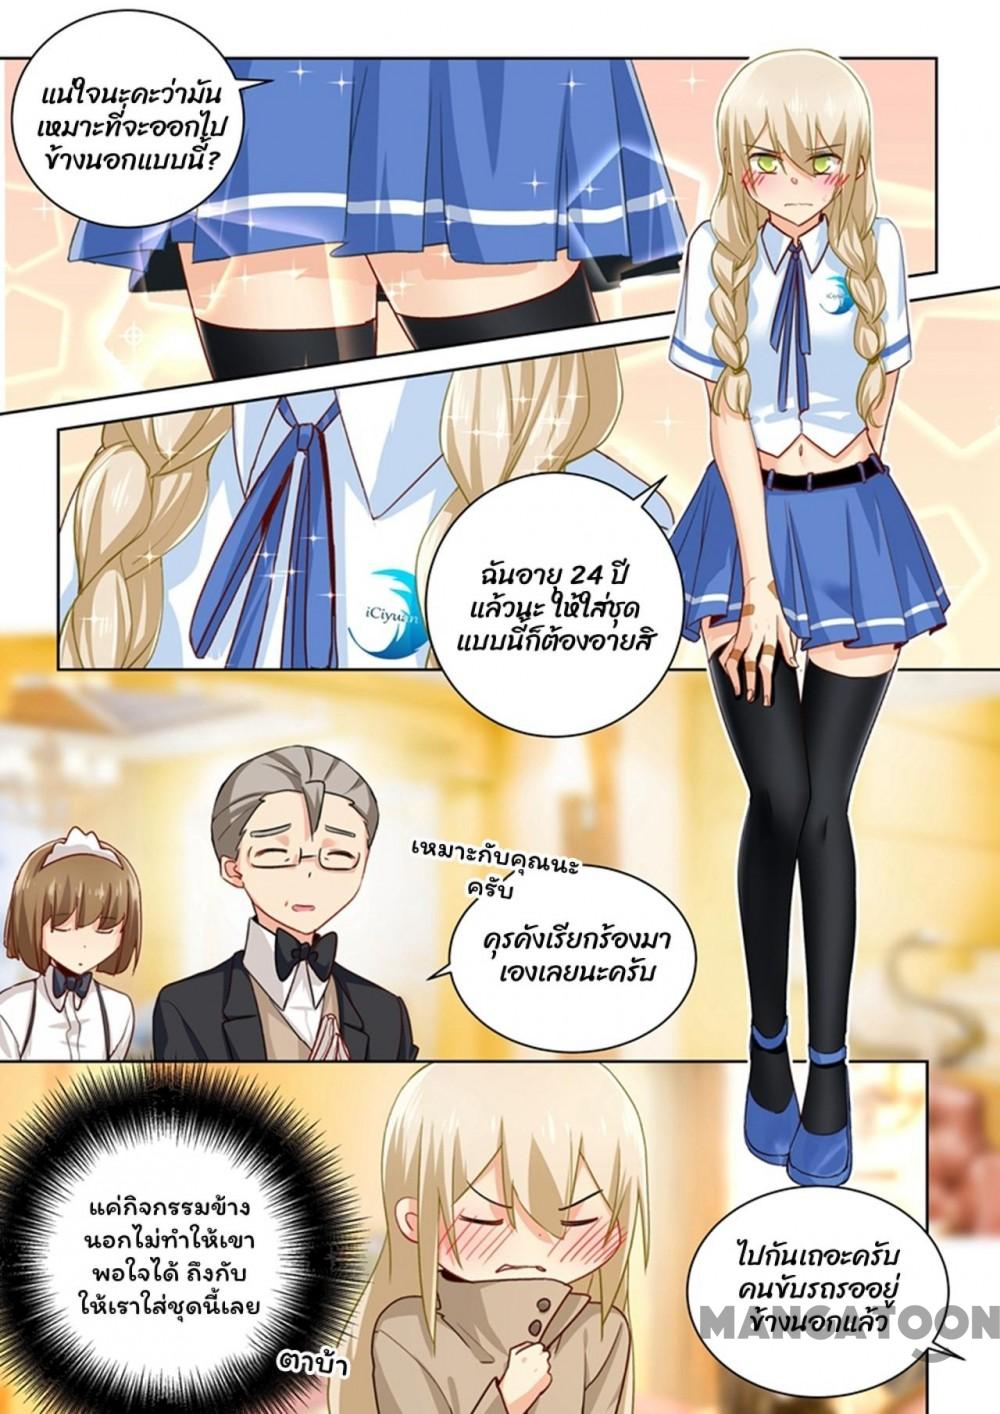 แน่ใจนะคะว่ามัน
เหมาะที่จะออกไป
ข้างนอกแบบนี้?
iCiyuan
iCiyuan
ฉันอายุ 24 ปี
แล้วนะ ให้ใส่ชุด
แบบนี้ก็ต้องอายสิ
เหมาะกับคุณนะ
ครับ
คุรคังเรียกร้องมา
เองเลยนะครับ
แค่กิจกรรมข้าง
นอกไม่ทำให้เขา
พอใจได้ ถึงกับ
ให้เราใส่ชุดนี้เลย
ตาบ้า
ไปกันเถอะครับ
คนขับรถรออยู่
ข้างนอกแล้ว
MANGATOON